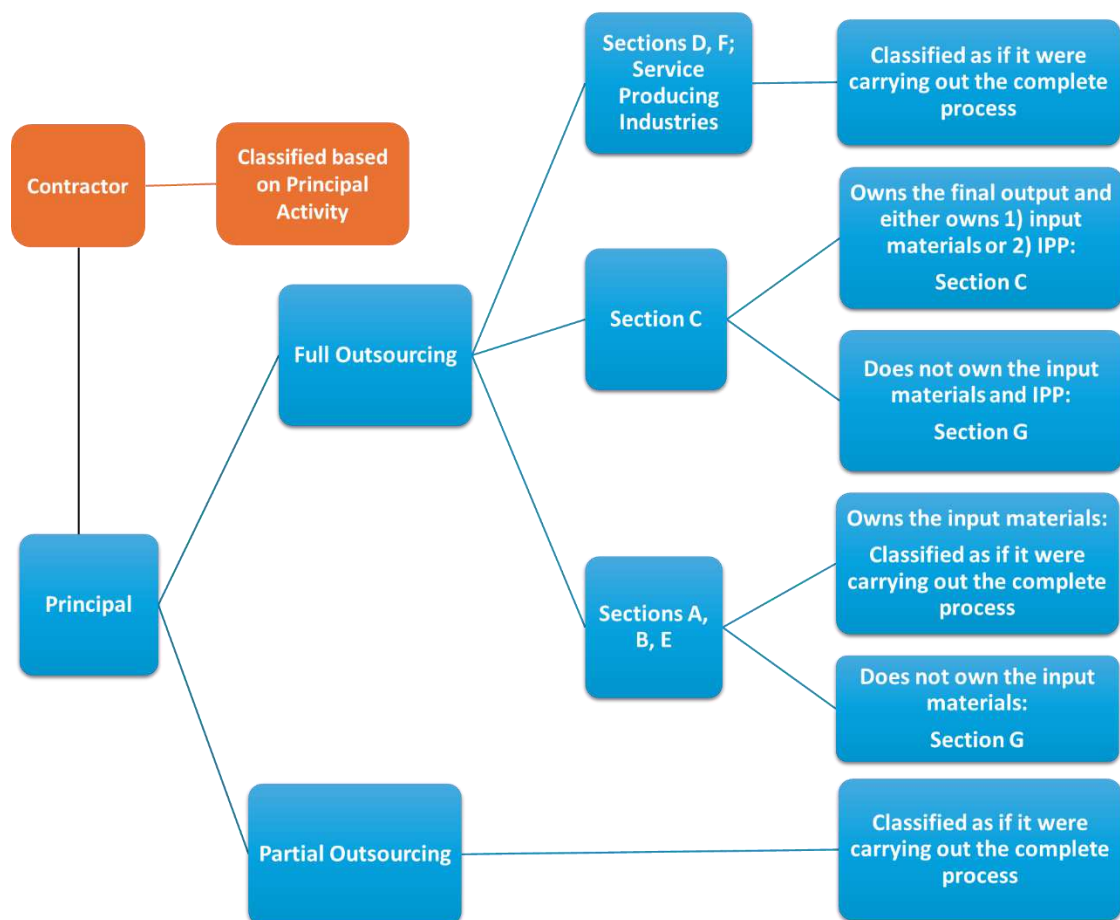 Contractor
Classified based
on Principal
Activity
Principal
Full Outsourcing
Partial Outsourcing
Sections D, F;
Service
Producing
Industries
Section C
Sections A,
B, E
Classified as if it were
carrying out the complete
process
Owns the final output and
either owns 1) input
materials or 2) IPP:
Section C
Does not own the input
materials and IPP:
Section G
Owns the input materials:
Classified as if it were
carrying out the complete
process
Does not own the input
materials:
Section G
Classified as if it were
carrying out the complete
process